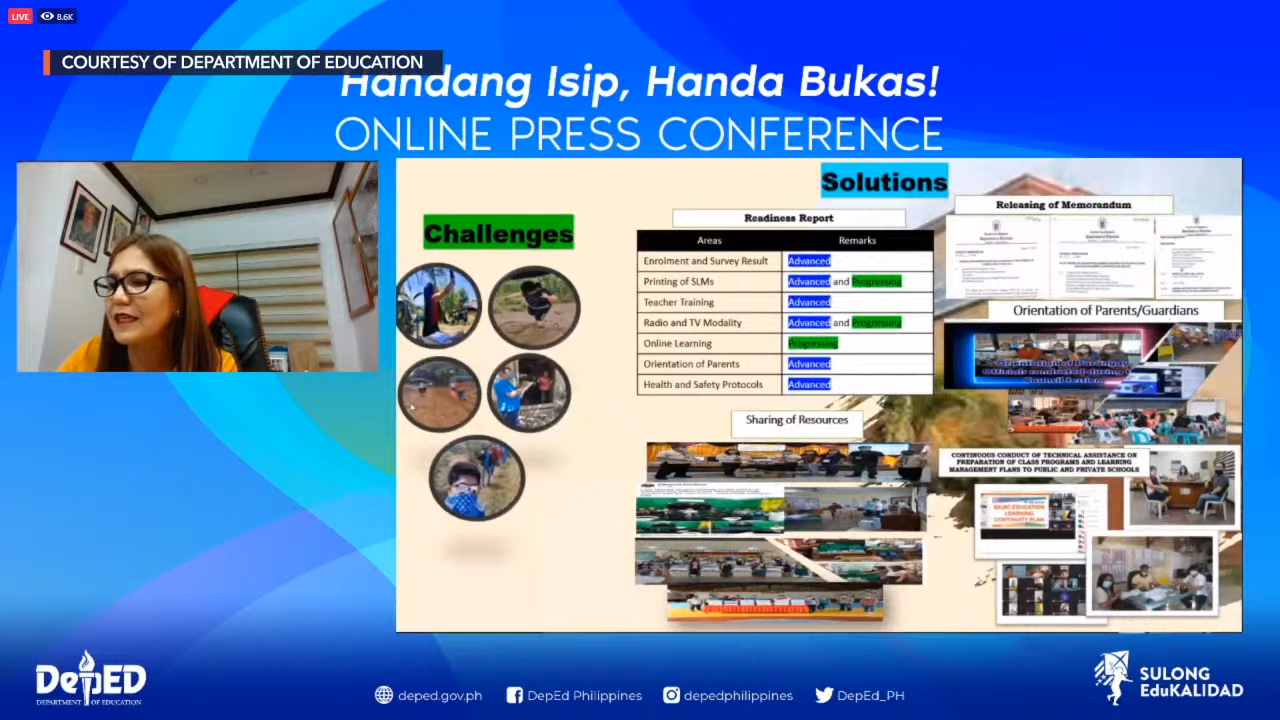 LIVE 8.6K
COURTESY OF DEPARTMENT OF EDUCATION
Handang Isip, Handa Bukas!
ONLINE PRESS CONFERENCE
Challenges
Solutions
Readiness Report
Areas Remarks
Enrolment and Survey Result Advanced
Printing of SLMs Advanced and Progressing
Teacher Training Advanced
Radio and TV Modality Advanced and Progressing
Online Learning Progressing
Orientation of Parents Advanced
Health and Safety Protocols Advanced
Sharing of Resources
Releasing of Memorandum
Orientation of Parents/Guardians
CONTINUOUS CONDUCT OF TECHNICAL ASSISTANCE ON
PREPARATION OF CLASS PROGRAMS AND LEARNING
MANAGEMENT PLANS TO PUBLIC AND PRIVATE SCHOOLS
EDUCATION
LEARNING
CONTINUITY PLAN
DepED
DEPARTMENT OF EDUCATION
deped.gov.ph DepEd Philippines depedphilippines DepEd_PH
SULONG
EduKALIDAD